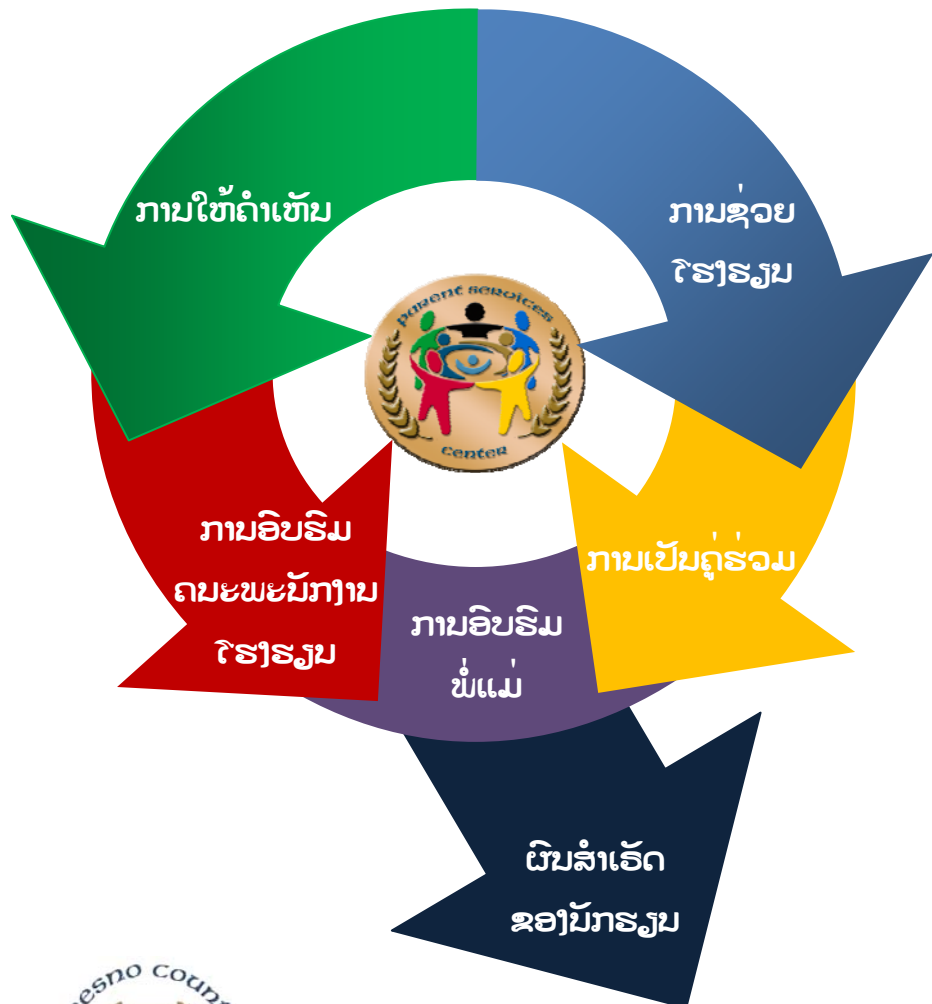 ການໃຫ້ຄຳເຫັນ
ການຊ່ວຍ
ໂຮງຮຽນ
PARENT SERVICES
CENTER
ການອົບຮົມ
ຄນະພະນັກງານ
ໂຮງຮຽນ
ການອົບຮົມ
ພໍ່ແມ່
ການເປັນຄູ່ຮ່ວມ
ຜົນສຳເຣັດ
ຂອງນັກຮຽນ